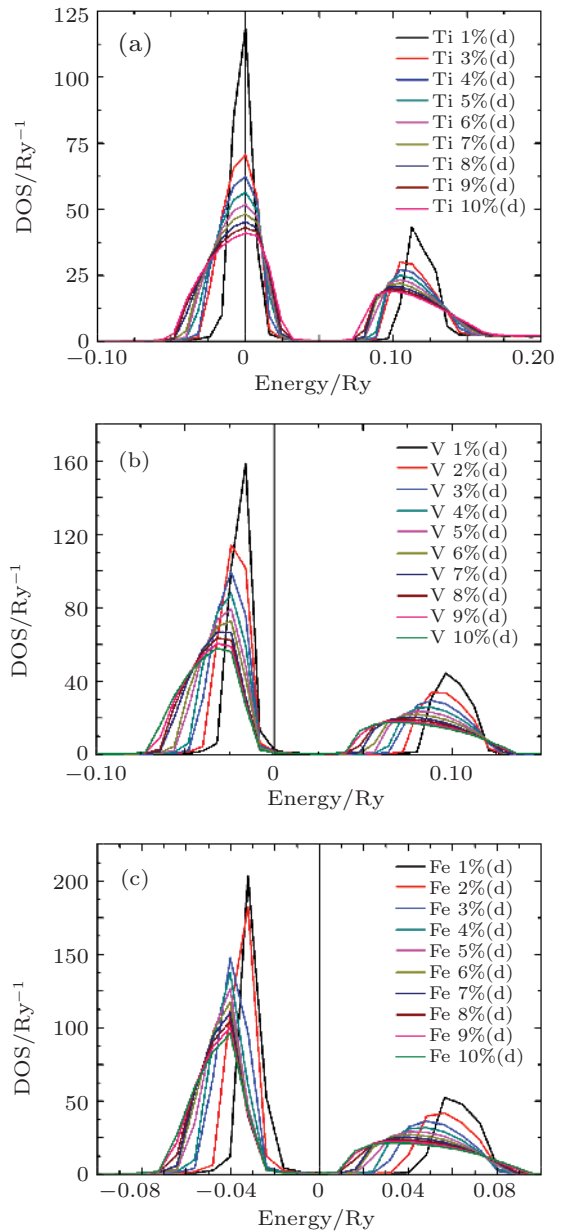 (a)
125
100
75
50
25
0
DOS/Ry⁻¹
Ti 1%(d)
Ti 3%(d)
Ti 4%(d)
Ti 5%(d)
Ti 6%(d)
Ti 7%(d)
Ti 8%(d)
Ti 9%(d)
Ti 10%(d)
−0.10 0 0.10 0.20
Energy/Ry
(b)
160
120
80
40
0
DOS/Ry⁻¹
V 1%(d)
V 2%(d)
V 3%(d)
V 4%(d)
V 5%(d)
V 6%(d)
V 7%(d)
V 8%(d)
V 9%(d)
V 10%(d)
−0.10 0 0.10
Energy/Ry
(c)
200
150
100
50
0
DOS/Ry⁻¹
Fe 1%(d)
Fe 2%(d)
Fe 3%(d)
Fe 4%(d)
Fe 5%(d)
Fe 6%(d)
Fe 7%(d)
Fe 8%(d)
Fe 9%(d)
Fe 10%(d)
−0.08 −0.04 0 0.04 0.08
Energy/Ry